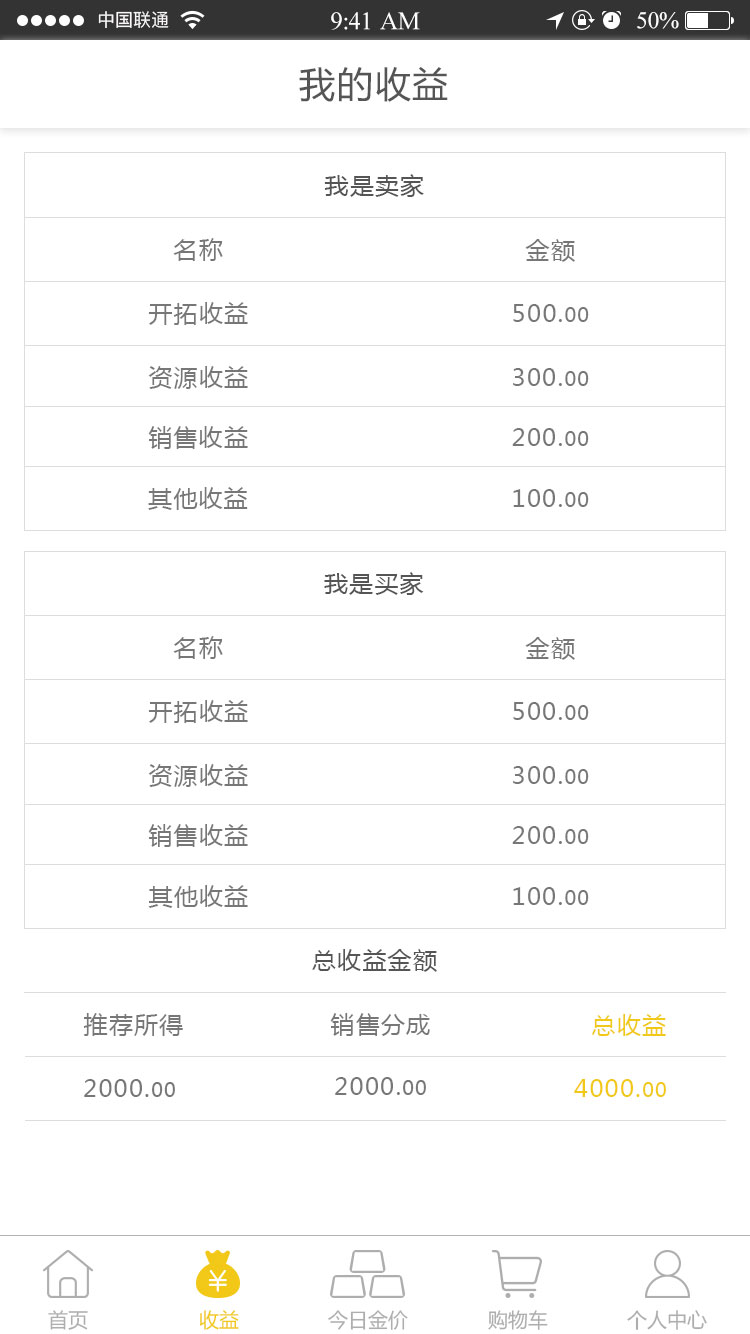 中国联通 9:41 AM 50%
我的收益
我是卖家
名称 金额
开拓收益 500.00
资源收益 300.00
销售收益 200.00
其他收益 100.00
我是买家
名称 金额
开拓收益 500.00
资源收益 300.00
销售收益 200.00
其他收益 100.00
总收益金额
推荐所得 销售分成 总收益
2000.00 2000.00 4000.00
首页 收益 今日金价 购物车 个人中心